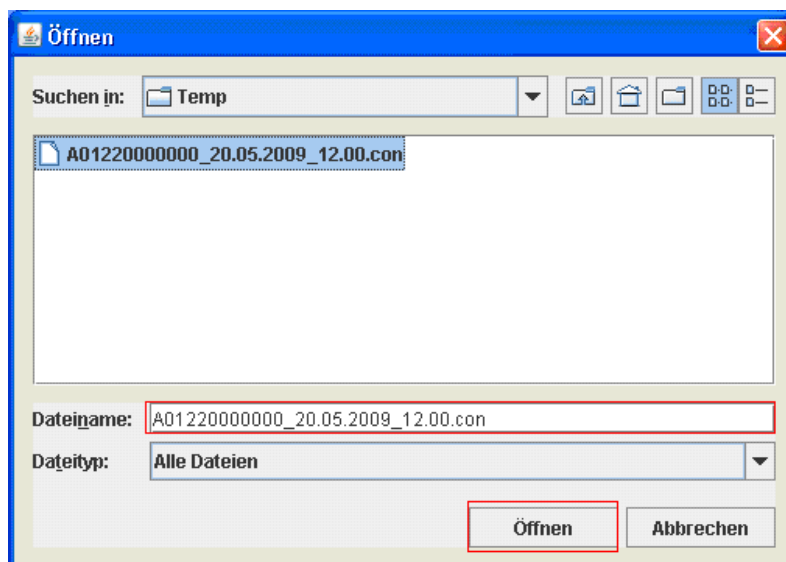 Öffnen
Suchen in: Temp
A01220000000_20.05.2009_12.00.con
Dateiname: A01220000000_20.05.2009_12.00.con
Dateityp: Alle Dateien
Öffnen Abbrechen